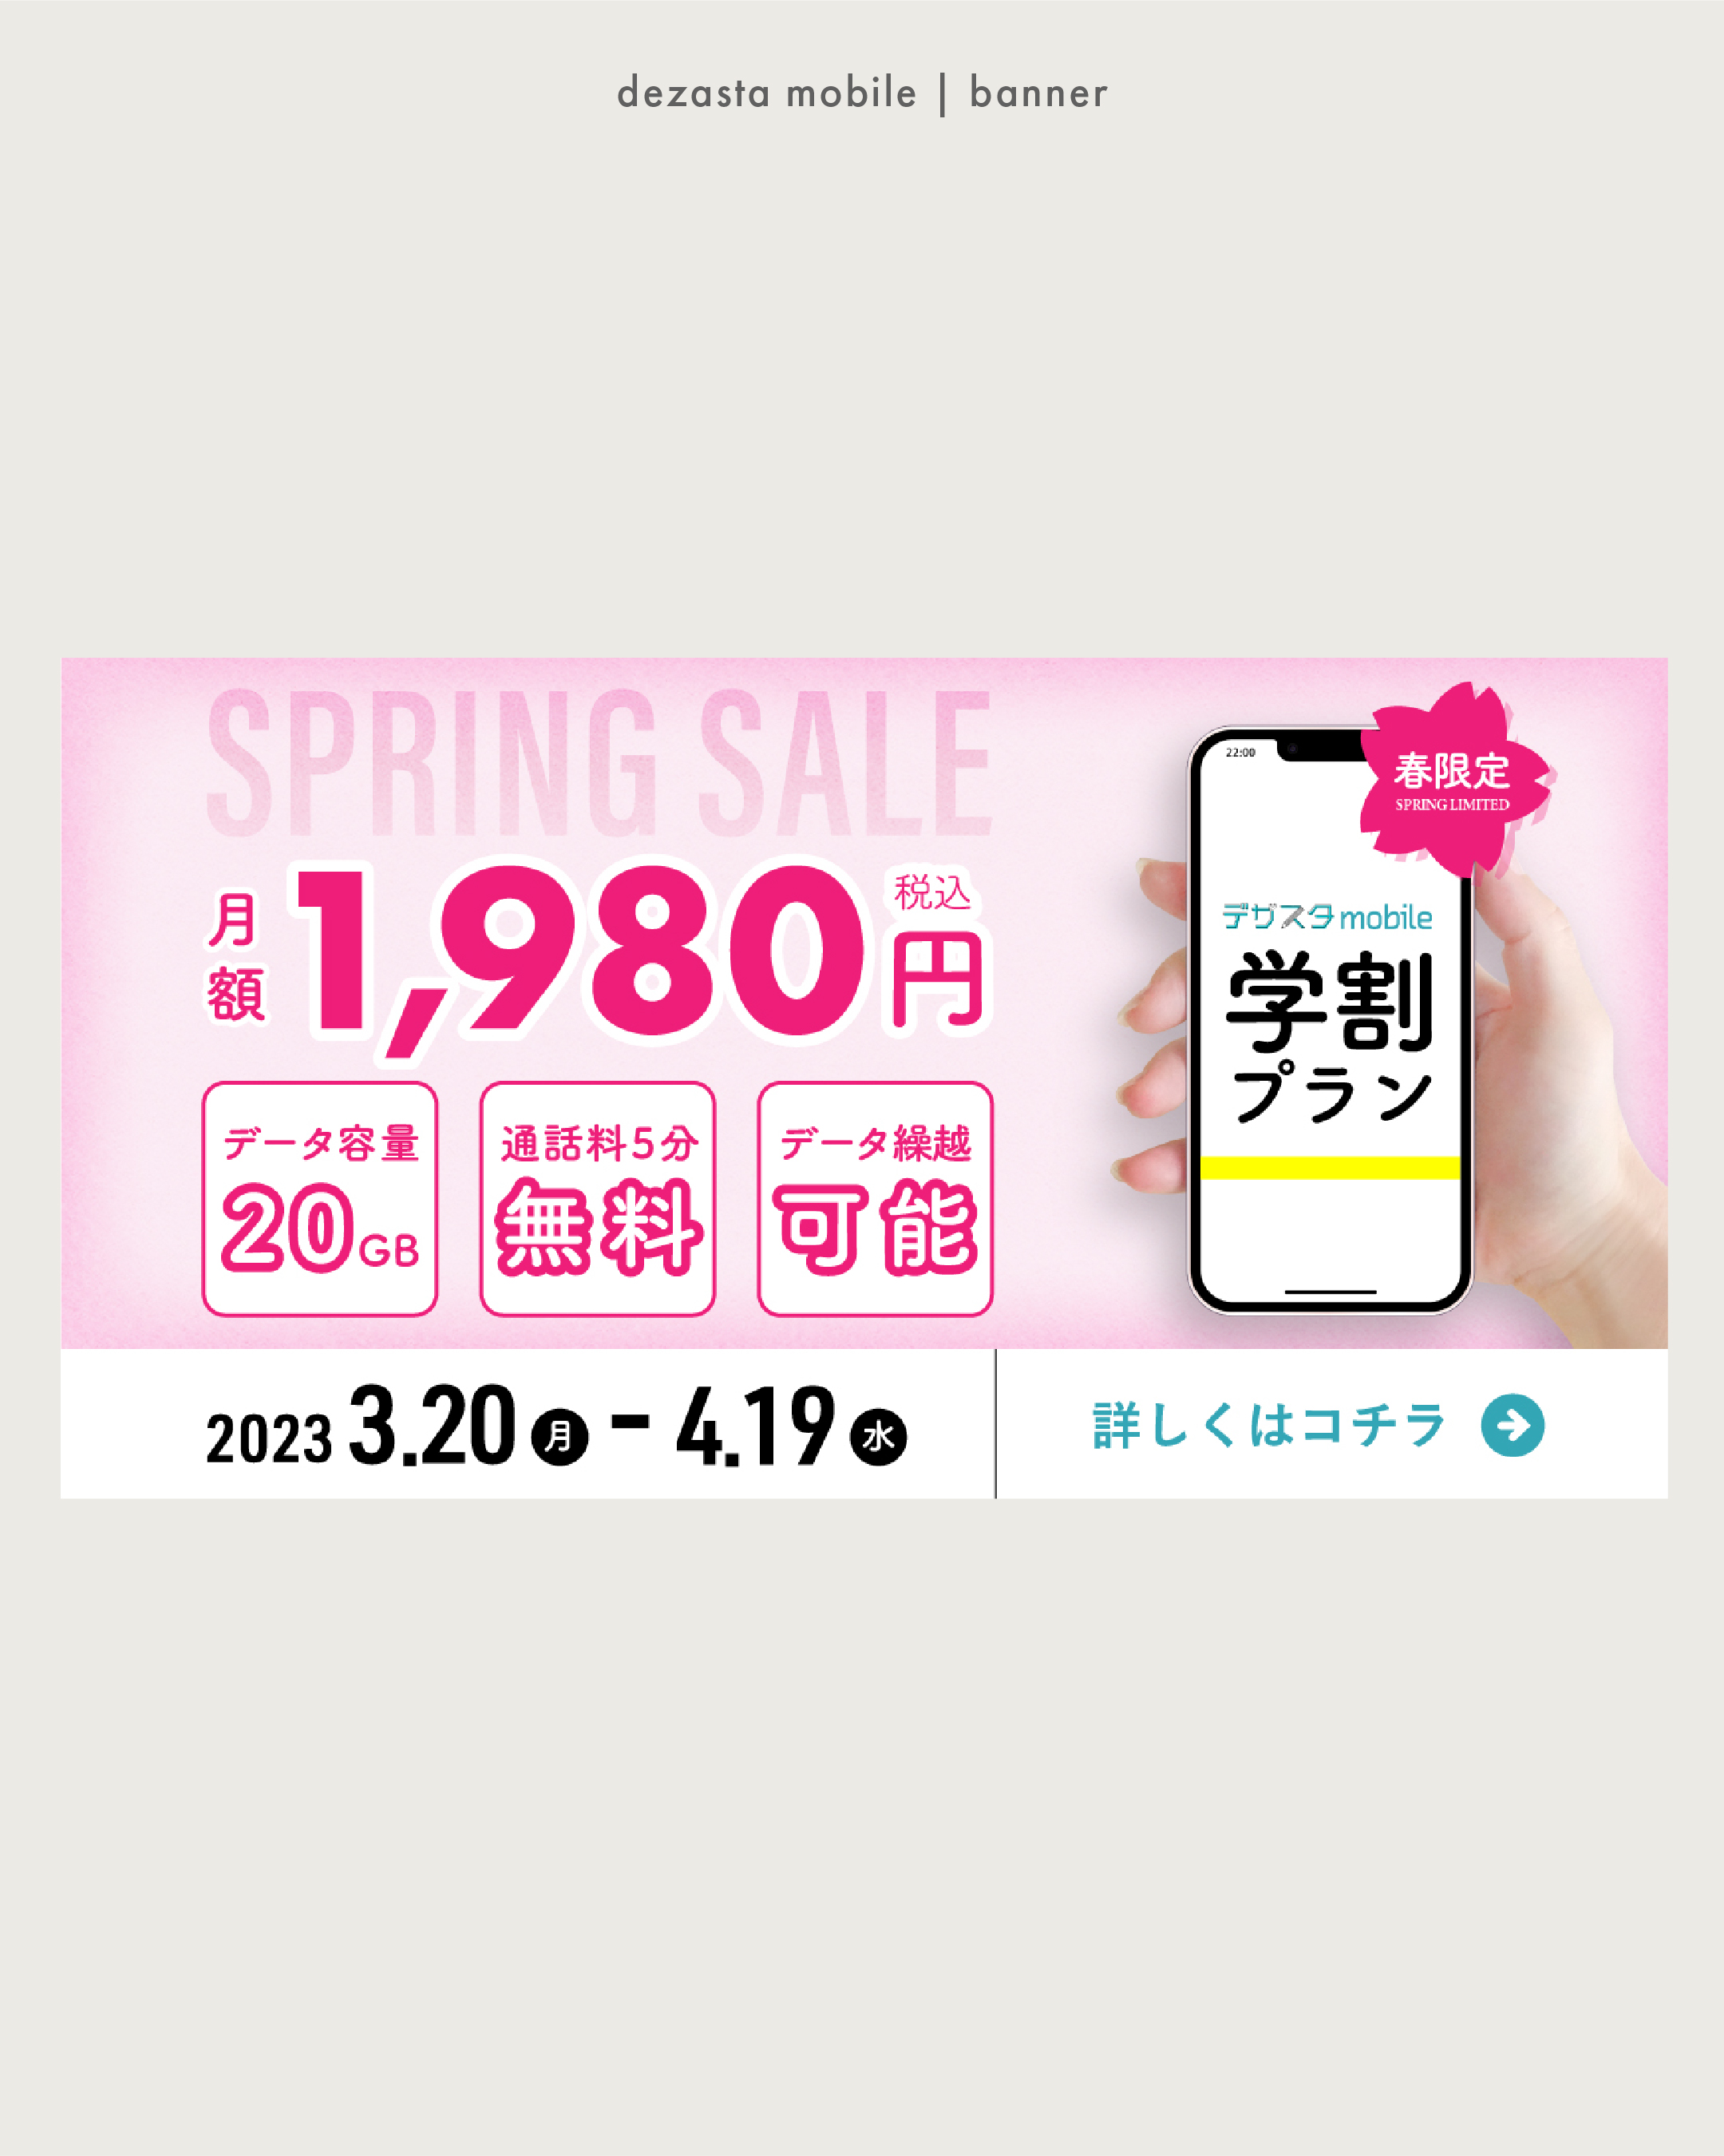 dezasta mobile | banner
SPRING SALE
月額 1,980 税込 円
データ容量
20GB
通話料5分
無料
データ繰越
可能
22:00
春限定
SPRING LIMITED
デザスタmobile
学割
プラン
2023 3.20 月 - 4.19 水
詳しくはコチラ